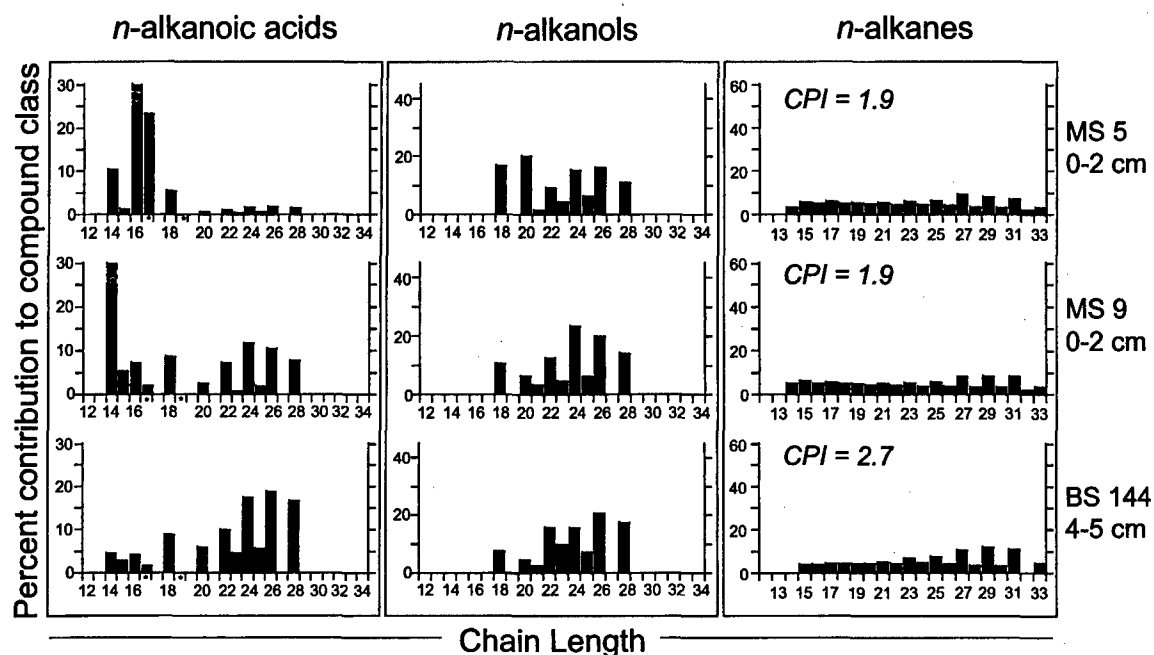 n-alkanoic acids n-alkanols n-alkanes
Percent contribution to compound class
30 20 10 0
12 14 16 18 20 22 24 26 28 30 32 34
40 20 0
12 14 16 18 20 22 24 26 28 30 32 34
60 40 20 0
CPI = 1.9
13 15 17 19 21 23 25 27 29 31 33
MS 5
0-2 cm
30 20 10 0
12 14 16 18 20 22 24 26 28 30 32 34
40 20 0
12 14 16 18 20 22 24 26 28 30 32 34
60 40 20 0
CPI = 1.9
13 15 17 19 21 23 25 27 29 31 33
MS 9
0-2 cm
30 20 10 0
12 14 16 18 20 22 24 26 28 30 32 34
40 20 0
12 14 16 18 20 22 24 26 28 30 32 34
60 40 20 0
CPI = 2.7
13 15 17 19 21 23 25 27 29 31 33
BS 144
4-5 cm
Chain Length